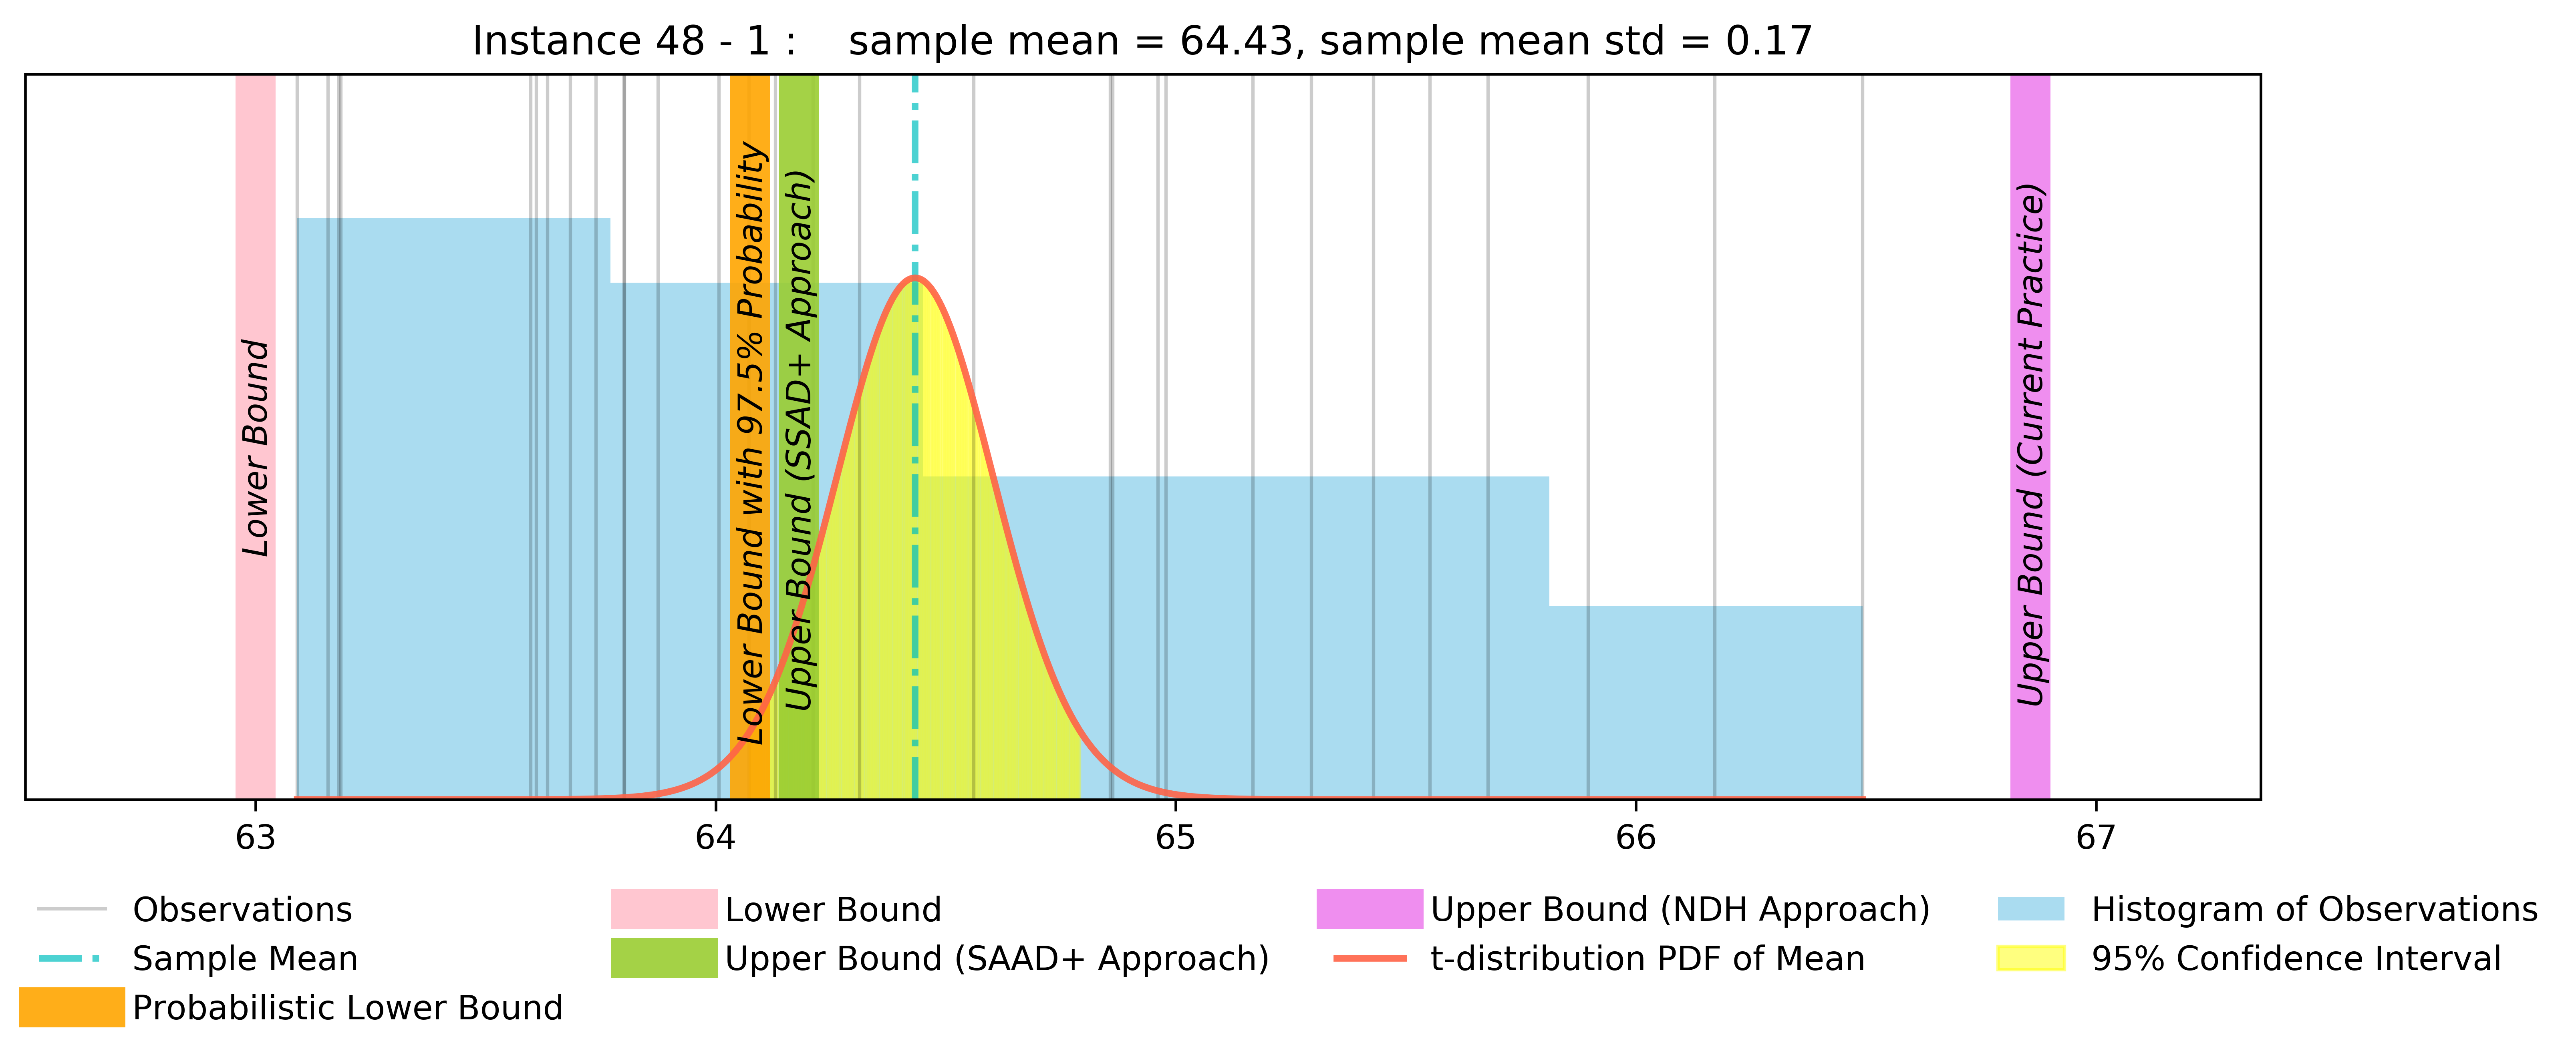 Instance 48 - 1 :    sample mean = 64.43, sample mean std = 0.17
Lower Bound
Lower Bound with 97.5% Probability
Upper Bound (SSAD+ Approach)
Upper Bound (Current Practice)
63
64
65
66
67
Observations
Sample Mean
Probabilistic Lower Bound
Lower Bound
Upper Bound (SAAD+ Approach)
Upper Bound (NDH Approach)
t-distribution PDF of Mean
Histogram of Observations
95% Confidence Interval